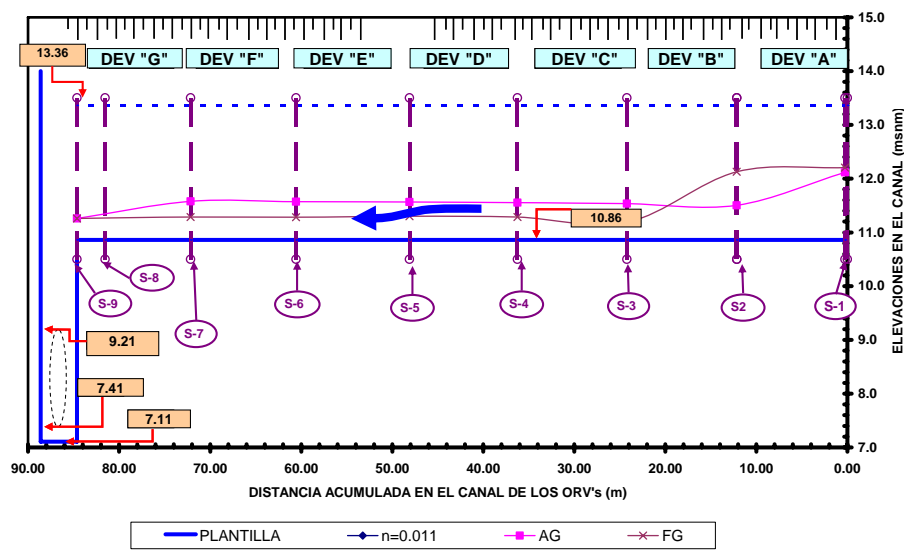 15.0
13.36
DEV "G" DEV "F" DEV "E" DEV "D" DEV "C" DEV "B" DEV "A"
14.0
13.0
12.0
10.86
11.0
S-9 S-8 S-7 S-6 S-5 S-4 S-3 S2 S-1
10.0
9.21
9.0
7.41
8.0
7.11
7.0
ELEVACIONES EN EL CANAL (msnm)
90.00 80.00 70.00 60.00 50.00 40.00 30.00 20.00 10.00 0.00
DISTANCIA ACUMULADA EN EL CANAL DE LOS ORV's (m)
PLANTILLA n=0.011 AG FG